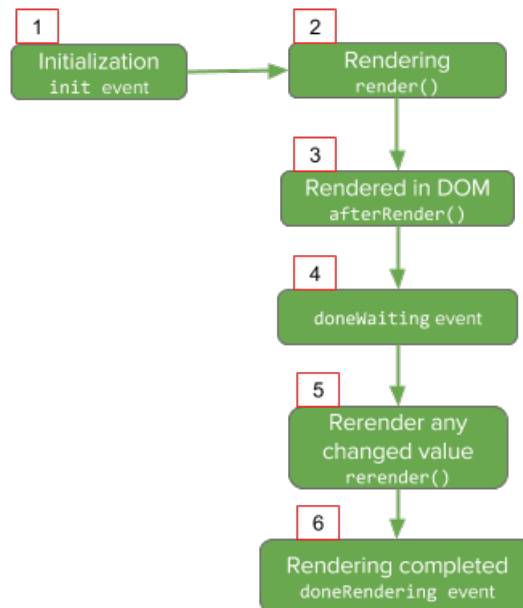 1
Initialization
init event
2
Rendering
render()
3
Rendered in DOM
afterRender()
4
doneWaiting event
5
Rerender any
changed value
rerender()
6
Rendering completed
doneRendering event